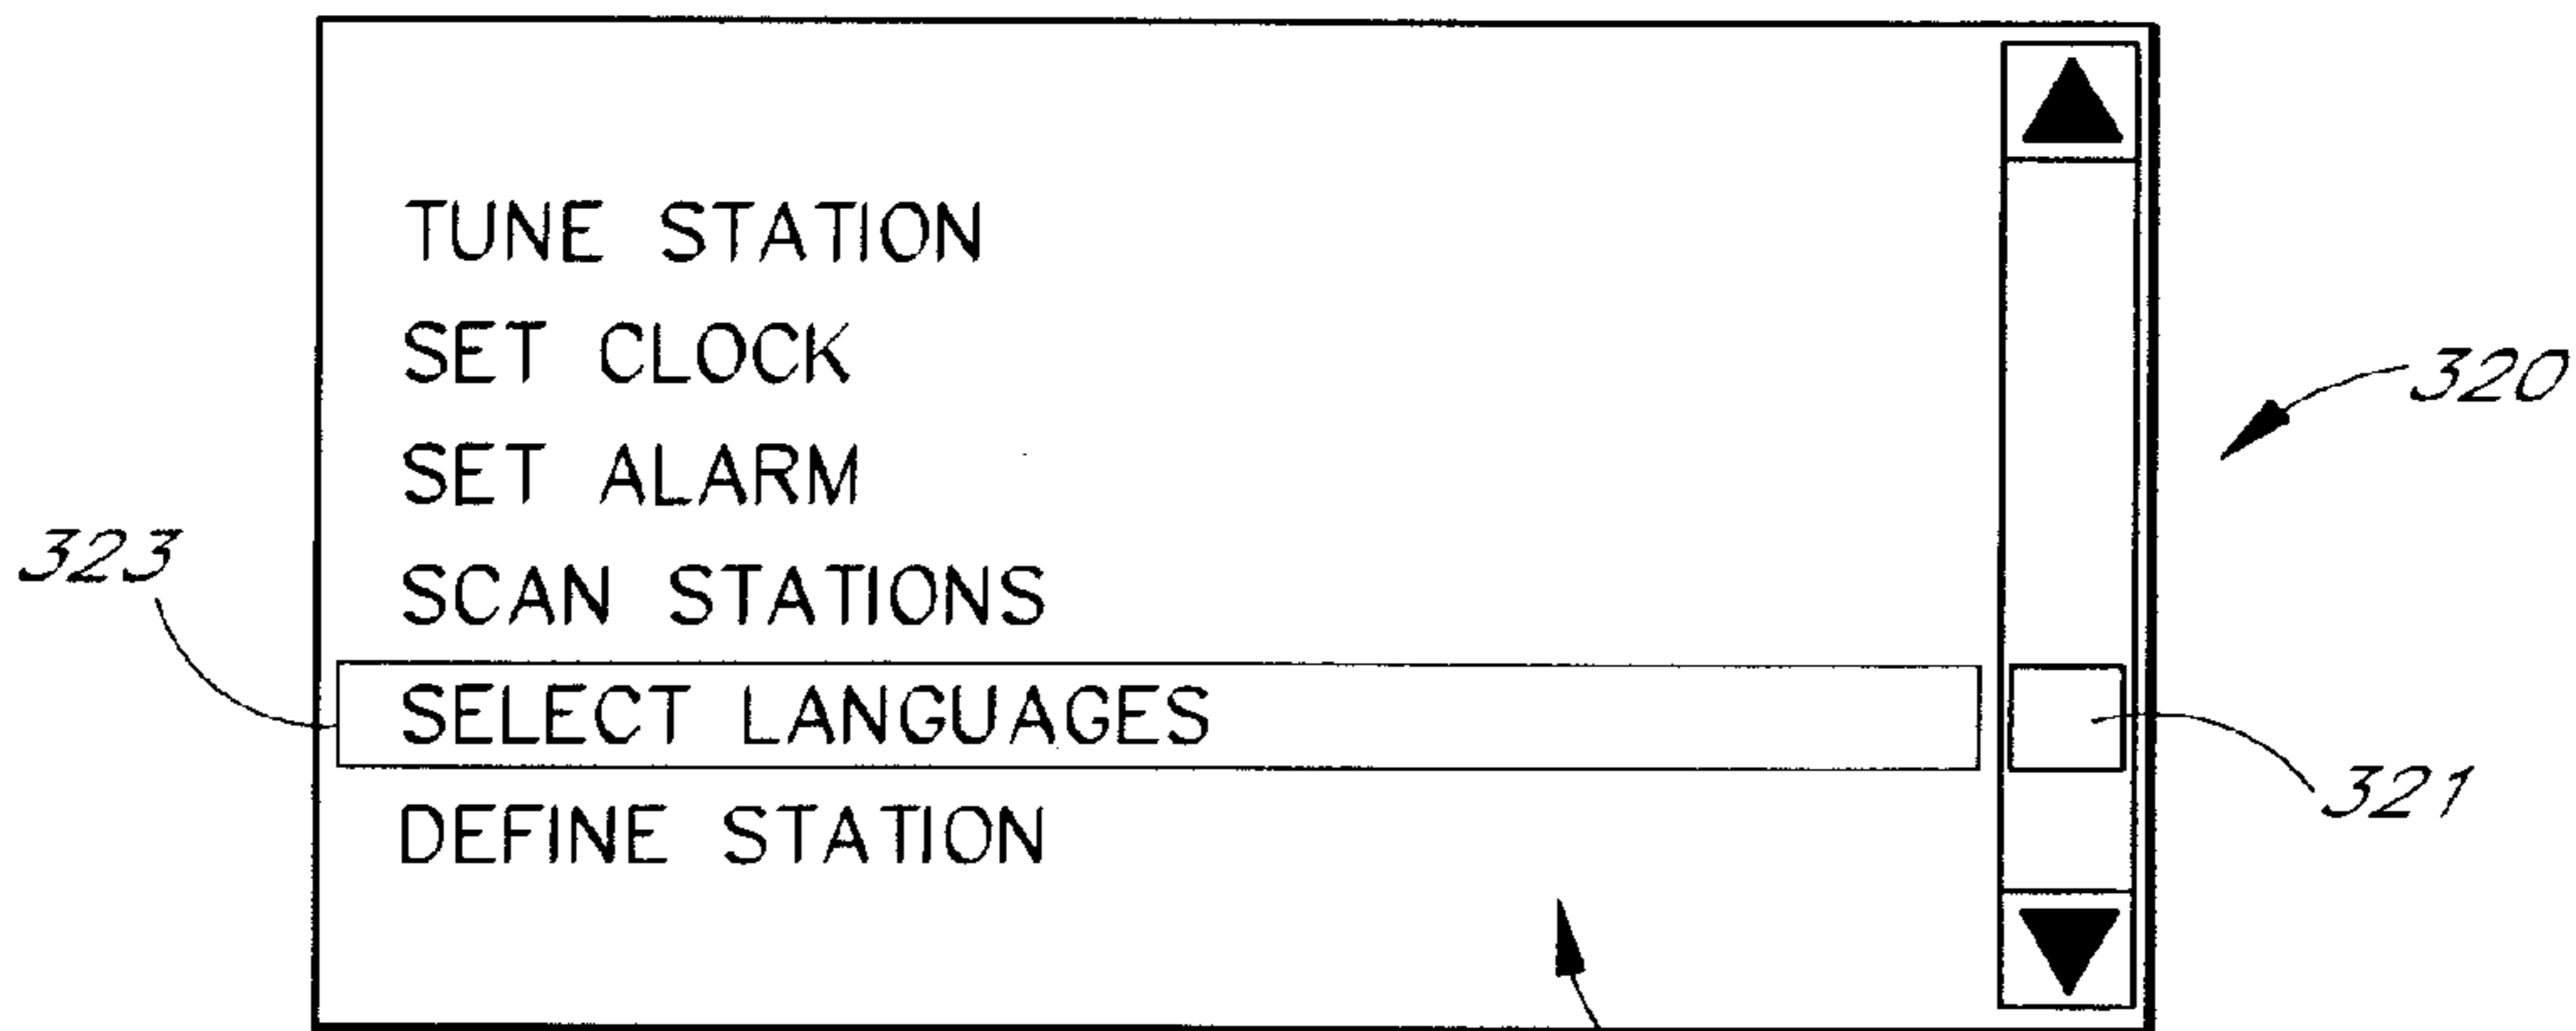 TUNE STATION
SET CLOCK
320
SET ALARM
323
SCAN STATIONS
SELECT LANGUAGES
321
DEFINE STATION